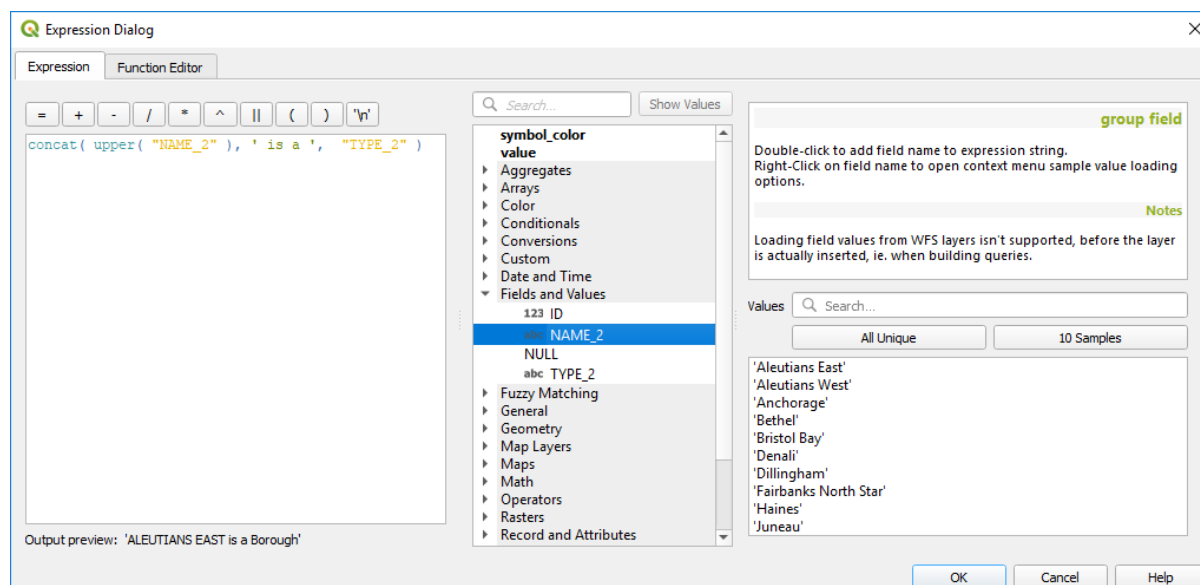 Expression Dialog
Expression
Function Editor
= + - / * ^ || ( ) '\n'
concat( upper( "NAME_2" ), ' is a ',  "TYPE_2" )
Output preview: 'ALEUTIANS EAST is a Borough'
Search...
Show Values
symbol_color
value
Aggregates
Arrays
Color
Conditionals
Conversions
Custom
Date and Time
Fields and Values
123 ID
abc NAME_2
NULL
abc TYPE_2
Fuzzy Matching
General
Geometry
Map Layers
Maps
Math
Operators
Rasters
Record and Attributes
group field
Double-click to add field name to expression string.
Right-Click on field name to open context menu sample value loading
options.
Notes
Loading field values from WFS layers isn't supported, before the layer
is actually inserted, ie. when building queries.
Values
Search...
All Unique
10 Samples
'Aleutians East'
'Aleutians West'
'Anchorage'
'Bethel'
'Bristol Bay'
'Denali'
'Dillingham'
'Fairbanks North Star'
'Haines'
'Juneau'
OK
Cancel
Help